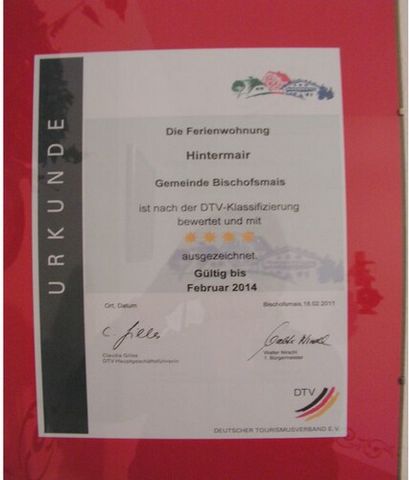 URKUNDE
Die Ferienwohnung
Hintermair
Gemeinde Bischofsmais
ist nach der DTV-Klassifizierung
bewertet und mit
ausgezeichnet.
Gültig bis
Februar 2014
Ort, Datum
Bischofsmais, 18.02.2011
C. Gilles
Claudia Gilles
DTV-Hauptgeschäftsführerin
Walter Nirschl
1. Bürgermeister
DTV
DEUTSCHER TOURISMUSVERBAND E.V.